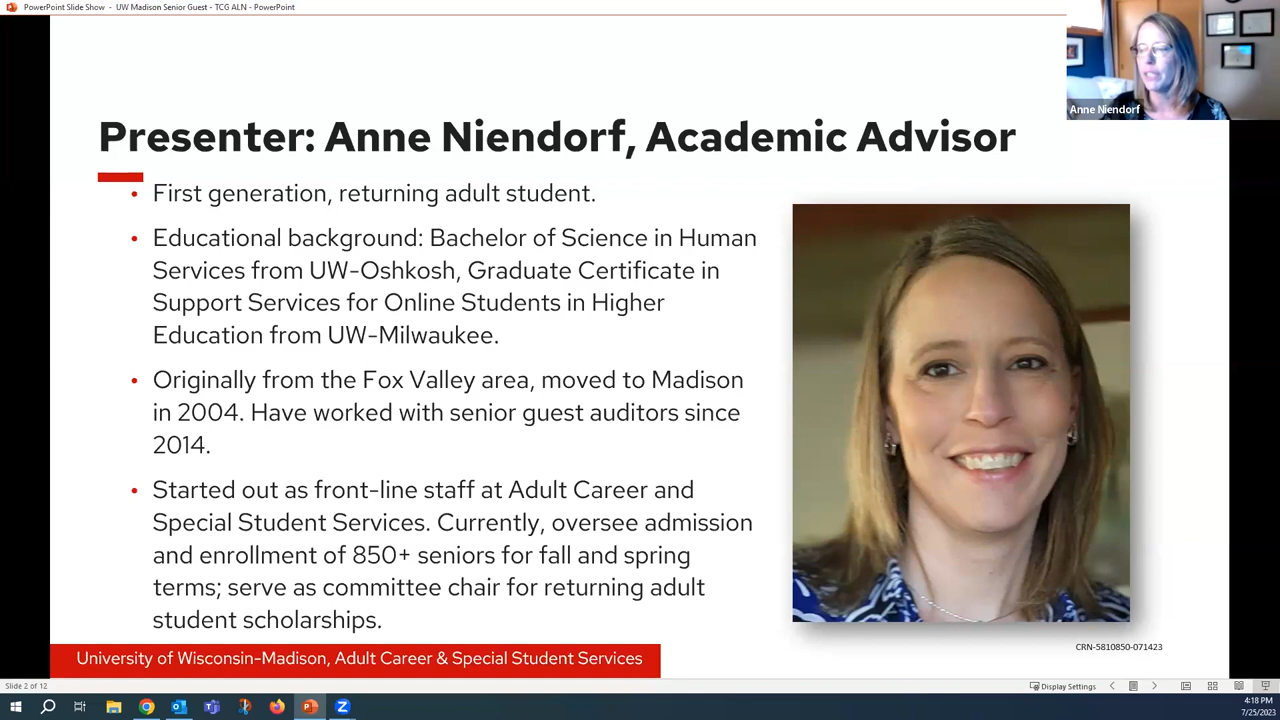 PowerPoint Slide Show - UW Madison Senior Guest - TCG ALN - PowerPoint
Anne Niendorf
Presenter: Anne Niendorf, Academic Advisor
• First generation, returning adult student.
• Educational background: Bachelor of Science in Human
Services from UW-Oshkosh, Graduate Certificate in
Support Services for Online Students in Higher
Education from UW-Milwaukee.
• Originally from the Fox Valley area, moved to Madison
in 2004. Have worked with senior guest auditors since
2014.
• Started out as front-line staff at Adult Career and
Special Student Services. Currently, oversee admission
and enrollment of 850+ seniors for fall and spring
terms; serve as committee chair for returning adult
student scholarships.
CRN-5810850-071423
University of Wisconsin-Madison, Adult Career & Special Student Services
Slide 2 of 12
Display Settings
4:18 PM
7/25/2023